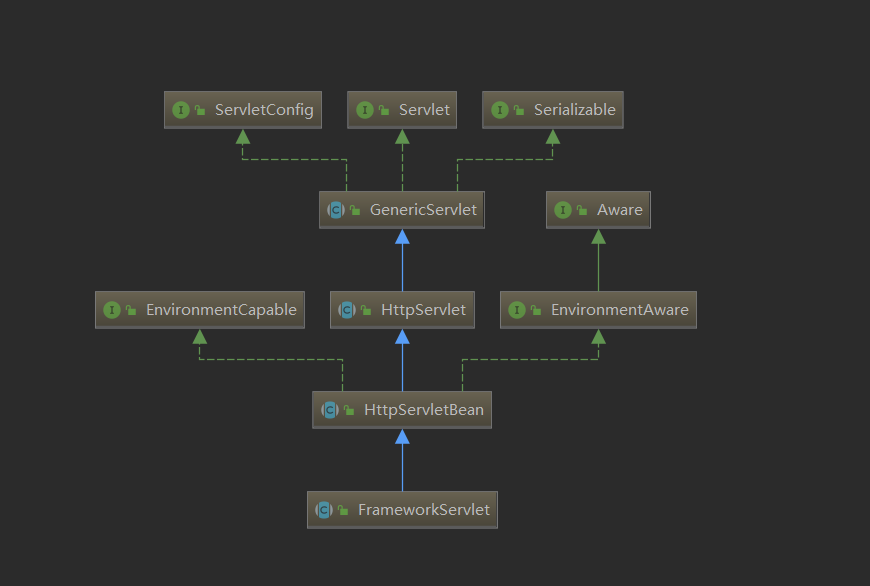 I ServletConfig
I Servlet
I Serializable
C GenericServlet
I Aware
I EnvironmentCapable
C HttpServlet
I EnvironmentAware
C HttpServletBean
C FrameworkServlet